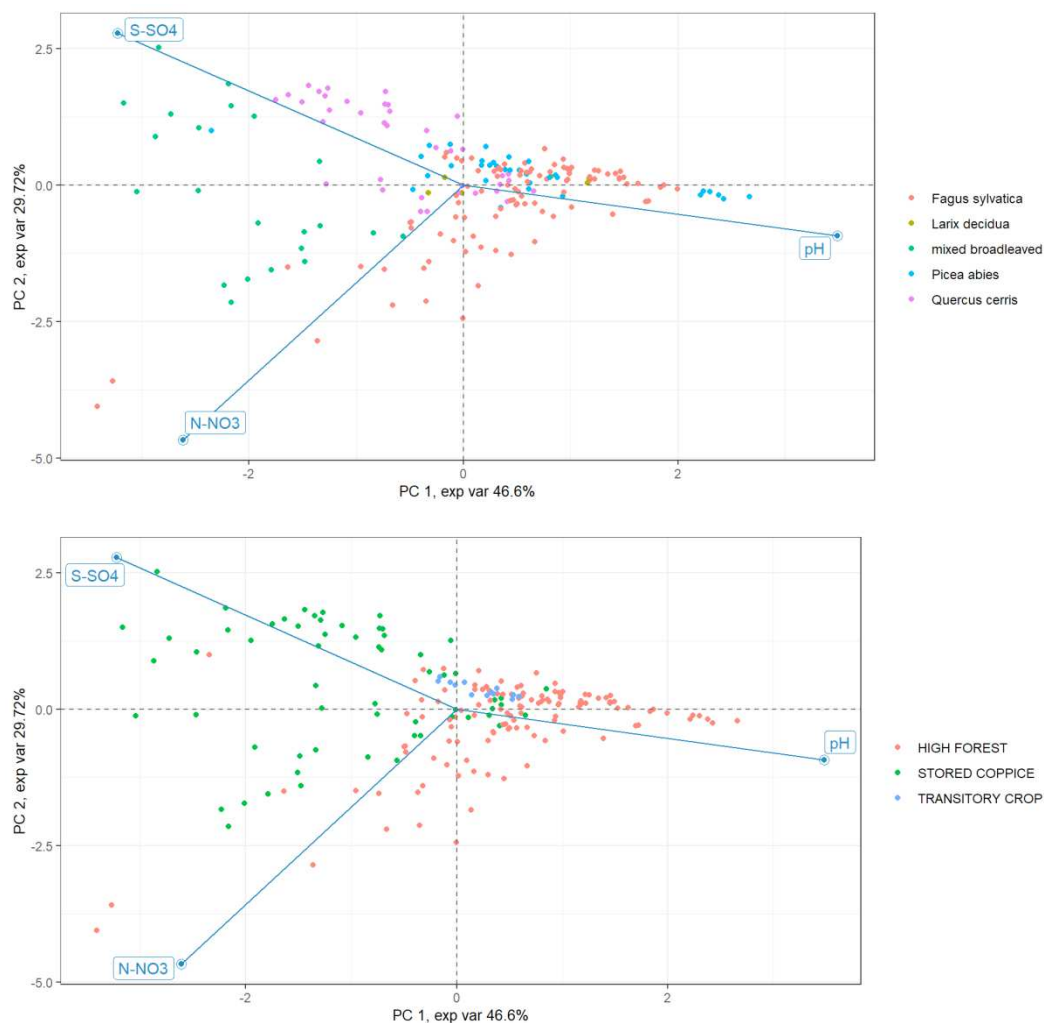 S-SO4
2.5
0.0
-2.5
-5.0
PC 2, exp var 29.72%
pH
N-NO3
-2
0
2
PC 1, exp var 46.6%
Fagus sylvatica
Larix decidua
mixed broadleaved
Picea abies
Quercus cerris
S-SO4
2.5
0.0
-2.5
-5.0
PC 2, exp var 29.72%
pH
N-NO3
-2
0
2
PC 1, exp var 46.6%
HIGH FOREST
STORED COPPICE
TRANSITORY CROP